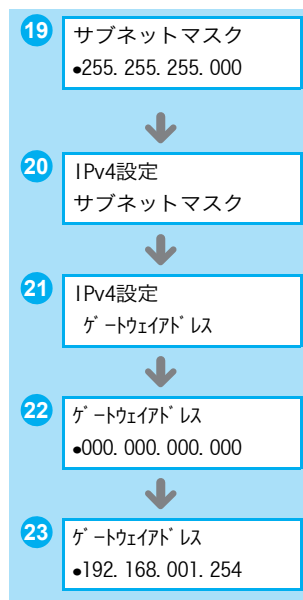 19
サブネットマスク
●255. 255. 255. 000
20
IPv4設定
サブネットマスク
21
IPv4設定
ｹﾞｰﾄｳｪｲｱﾄﾞﾚｽ
22
ｹﾞｰﾄｳｪｲｱﾄﾞﾚｽ
●000. 000. 000. 000
23
ｹﾞｰﾄｳｪｲｱﾄﾞﾚｽ
●192. 168. 001. 254